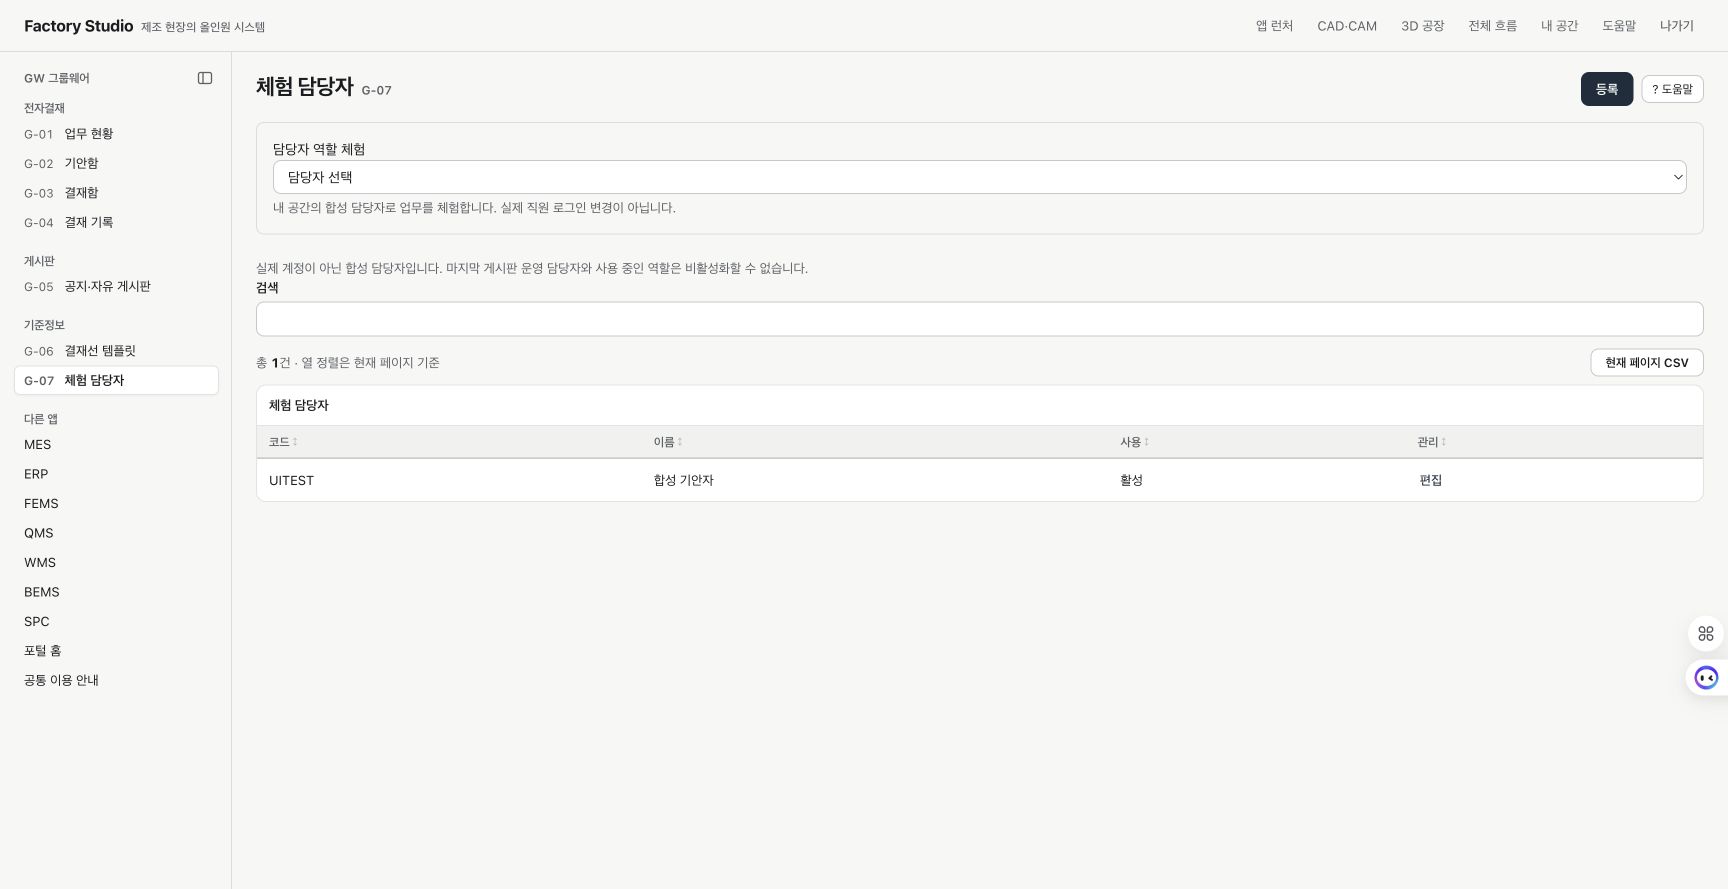 Factory Studio 제조 현장의 올인원 시스템
앱 런처 CAD·CAM 3D 공장 전체 흐름 내 공간 도움말 나가기
GW 그룹웨어
전자결재
G-01 업무 현황
G-02 기안함
G-03 결재함
G-04 결재 기록
게시판
G-05 공지·자유 게시판
기준정보
G-06 결재선 템플릿
G-07 체험 담당자
다른 앱
MES
ERP
FEMS
QMS
WMS
BEMS
SPC
포털 홈
공통 이용 안내
체험 담당자 G-07
등록
? 도움말
담당자 역할 체험
담당자 선택
내 공간의 합성 담당자로 업무를 체험합니다. 실제 직원 로그인 변경이 아닙니다.
실제 계정이 아닌 합성 담당자입니다. 마지막 게시판 운영 담당자와 사용 중인 역할은 비활성화할 수 없습니다.
검색
총 1건 · 열 정렬은 현재 페이지 기준
현재 페이지 CSV
체험 담당자
코드↕ 이름↕ 사용↕ 관리↕
UITEST 합성 기안자 활성 편집